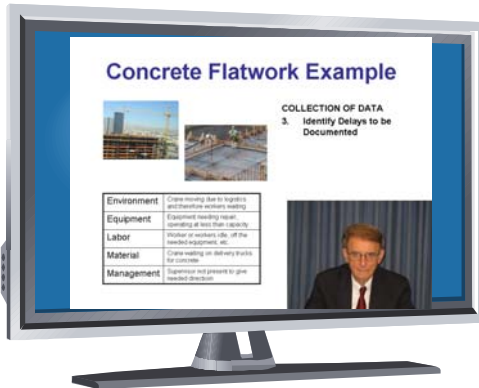 Concrete Flatwork Example
COLLECTION OF DATA
3. Identify Delays to be
Documented
Environment
Crane moving due to logistics
and therefore workers waiting
Equipment
Equipment needing repair,
operating at less than capacity
Labor
Worker or workers idle, off the
needed equipment, etc.
Material
Crane waiting on delivery trucks
for concrete
Management
Supervisor not present to give
needed direction